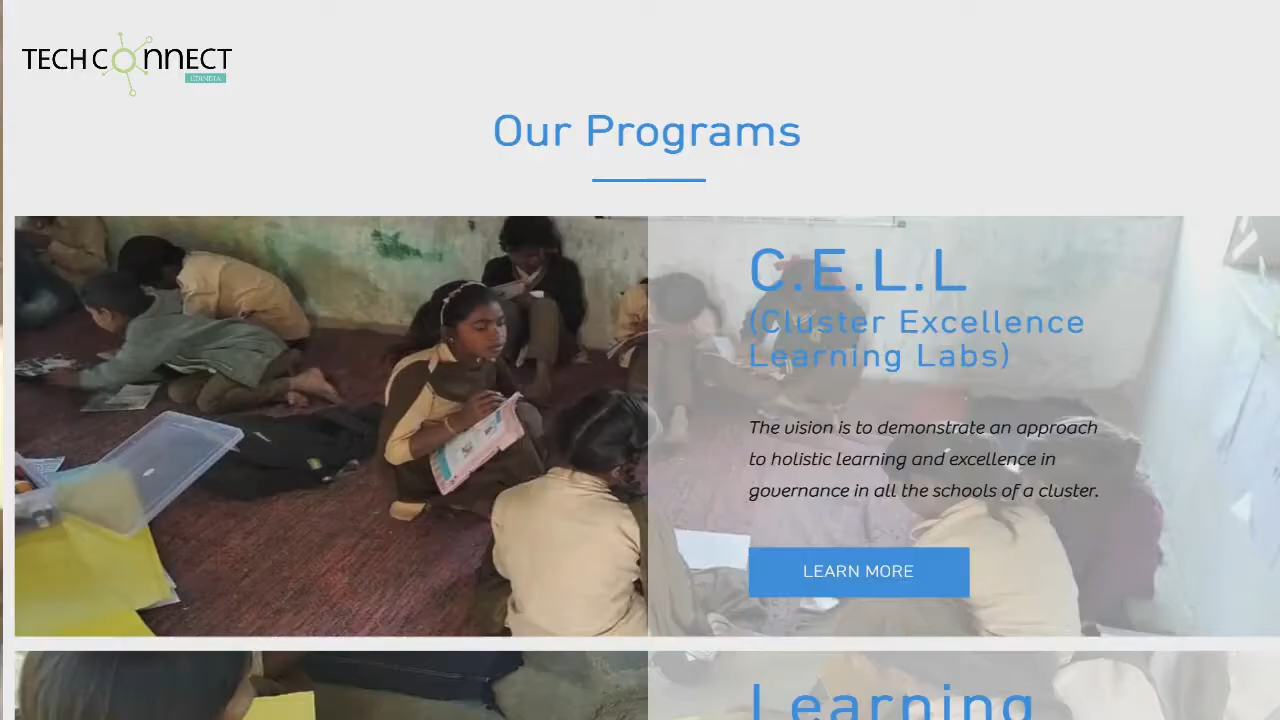 TECH CONNECT
EDINDIA
Our Programs
C.E.L.L
(Cluster Excellence
Learning Labs)
The vision is to demonstrate an approach
to holistic learning and excellence in
governance in all the schools of a cluster.
LEARN MORE
Learning